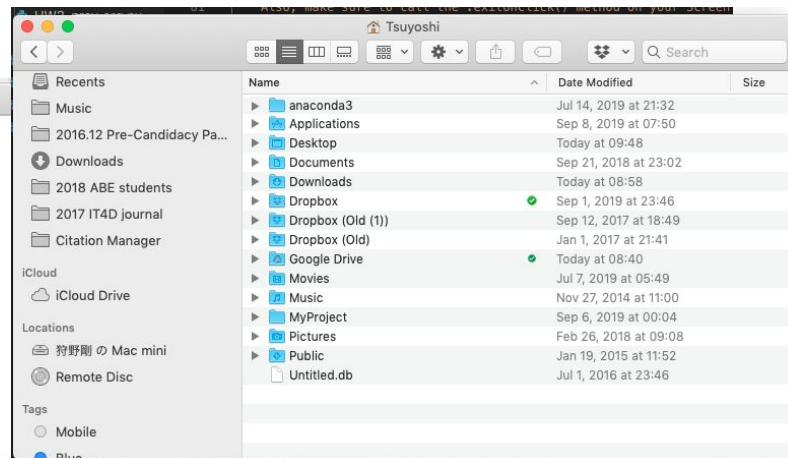 Also, make sure to call the .exitonclick() method on your Screen
Tsuyoshi
Search
Recents
Music
2016.12 Pre-Candidacy Pa...
Downloads
2018 ABE students
2017 IT4D journal
Citation Manager
iCloud
iCloud Drive
Locations
狩野剛 の Mac mini
Remote Disc
Tags
Mobile
Blue
Name Date Modified Size
anaconda3 Jul 14, 2019 at 21:32
Applications Sep 8, 2019 at 07:50
Desktop Today at 09:48
Documents Sep 21, 2018 at 23:02
Downloads Today at 08:58
Dropbox Sep 1, 2019 at 23:46
Dropbox (Old (1)) Sep 12, 2017 at 18:49
Dropbox (Old) Jan 1, 2017 at 21:41
Google Drive Today at 08:40
Movies Jul 7, 2019 at 05:49
Music Nov 27, 2014 at 11:00
MyProject Sep 6, 2019 at 00:04
Pictures Feb 26, 2018 at 09:08
Public Jan 19, 2015 at 11:52
Untitled.db Jul 1, 2016 at 23:46